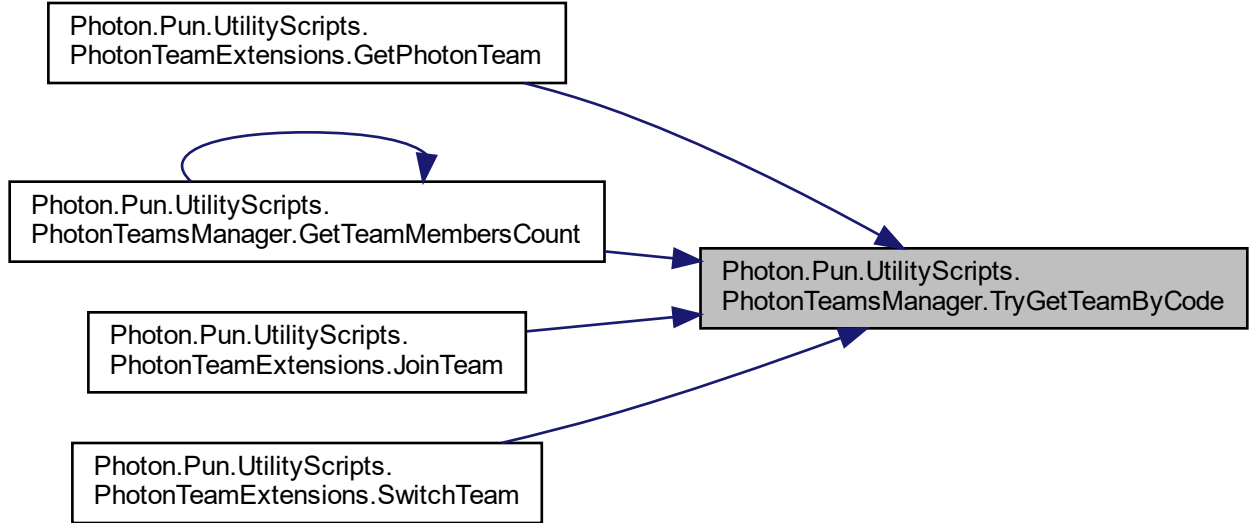 Photon.Pun.UtilityScripts.
PhotonTeamExtensions.GetPhotonTeam
Photon.Pun.UtilityScripts.
PhotonTeamsManager.GetTeamMembersCount
Photon.Pun.UtilityScripts.
PhotonTeamsManager.TryGetTeamByCode
Photon.Pun.UtilityScripts.
PhotonTeamExtensions.JoinTeam
Photon.Pun.UtilityScripts.
PhotonTeamExtensions.SwitchTeam